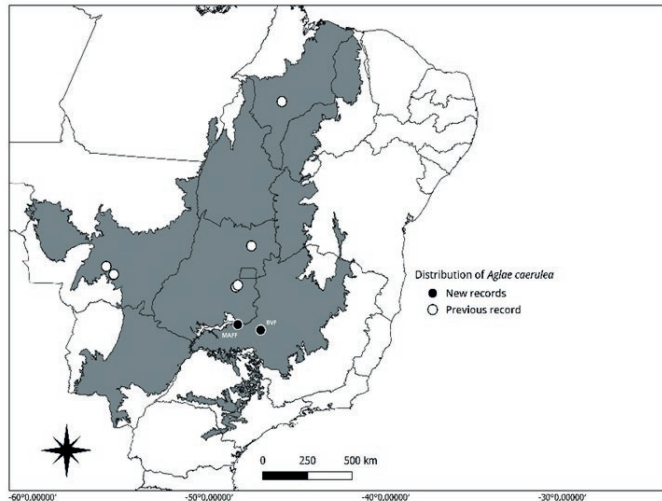 Distribution of Aglae caerulea
New records
Previous record
MAFF
BVF
0 250 500 km
-60°0.00000' -50°0.00000' -40°0.00000' -30°0.00000'